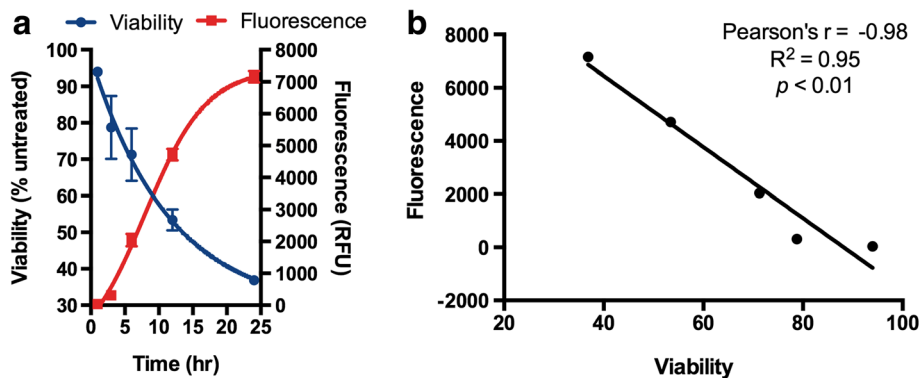 a
Viability
Fluorescence
Viability (% untreated)
100
90
80
70
60
50
40
30
0
5
10
15
20
25
Time (hr)
8000
7000
6000
5000
4000
3000
2000
1000
0
Fluorescence (RFU)
b
Pearson's r = -0.98
R² = 0.95
p < 0.01
Fluorescence
8000
6000
4000
2000
0
-2000
20
40
60
80
100
Viability